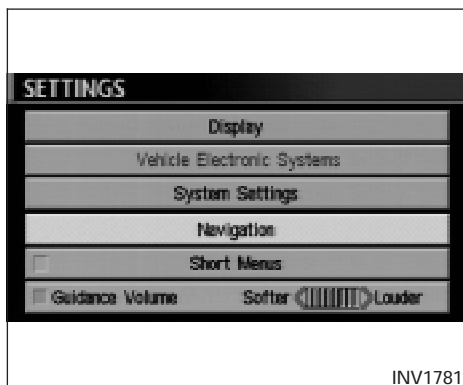 SETTINGS
Display
Vehicle Electronic Systems
System Settings
Navigation
Short Menus
Guidance Volume Softer Louder
INV1781